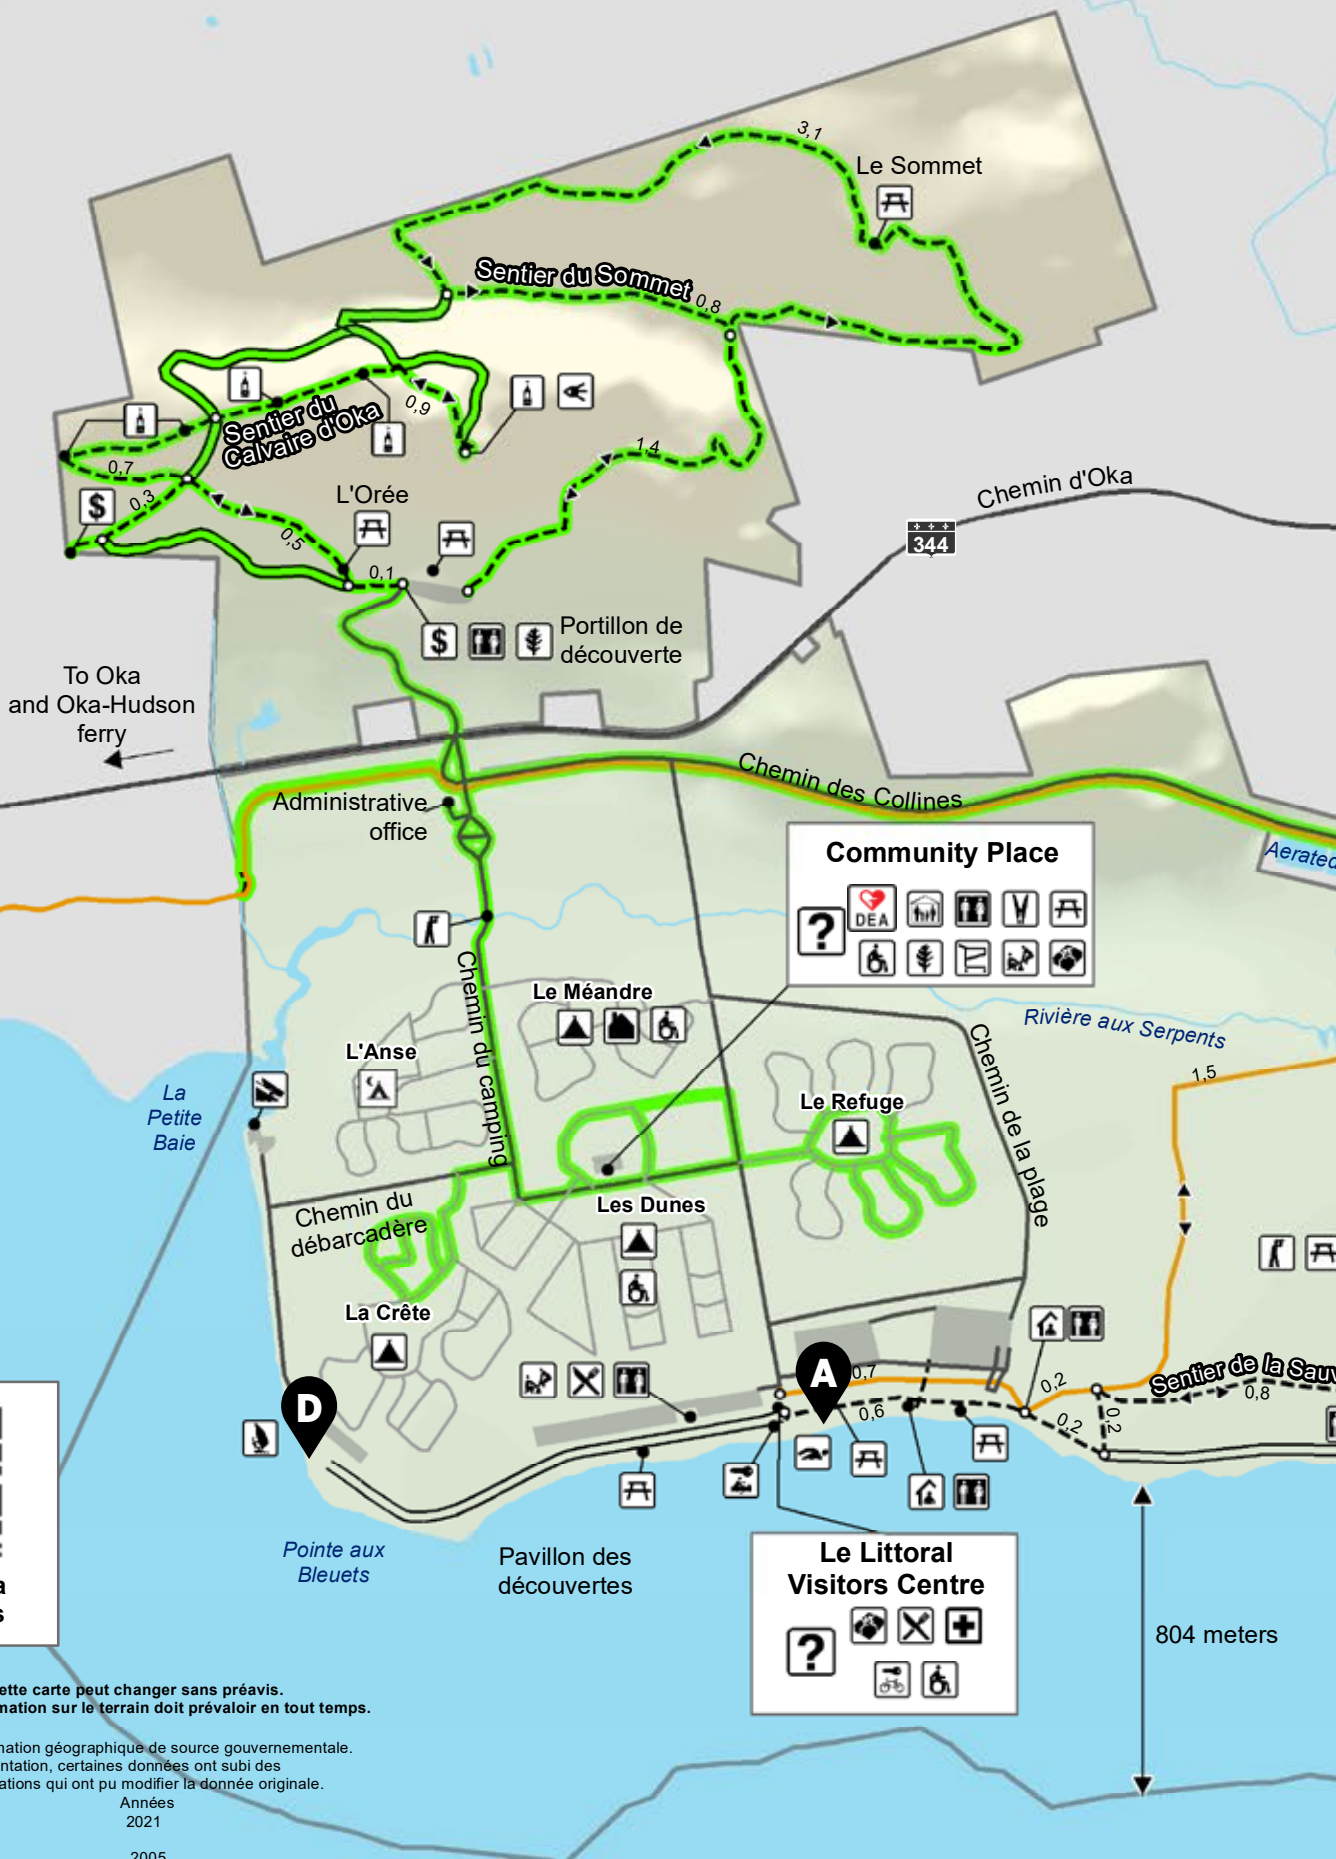 3,1
Le Sommet
Sentier du Sommet
0,8
Sentier du
Calvaire d'Oka
0,9
0,7
0,3
$
1,4
L'Orée
0,5
0,1
Chemin d'Oka
344
$
Portillon de
découverte
To Oka
and Oka-Hudson
ferry
Chemin des Collines
Administrative
office
Aerated
Community Place
?
DEA
Chemin du camping
Le Méandre
L'Anse
La
Petite
Baie
Rivière aux Serpents
Chemin de la plage
1,5
Le Refuge
Chemin du
débarcadère
Les Dunes
La Crête
D
A
0,7
0,6
0,2
0,2
0,2
Sentier de la Sauv
0,8
Pointe aux
Bleuets
Pavillon des
découvertes
Le Littoral
Visitors Centre
?
804 meters
a
s
ette carte peut changer sans préavis.
mation sur le terrain doit prévaloir en tout temps.
nation géographique de source gouvernementale.
entation, certaines données ont subi des
ations qui ont pu modifier la donnée originale.
Années
2021
2005